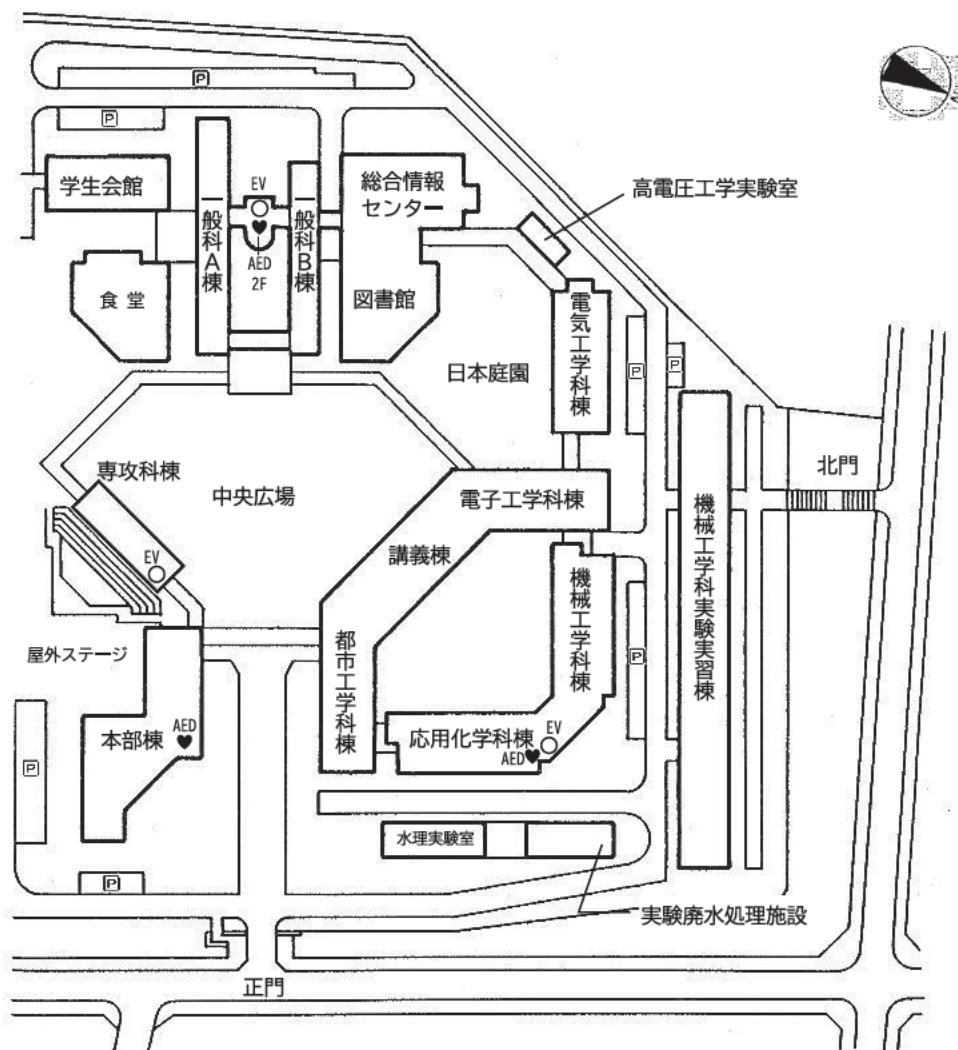 P
P
学生会館
一般科A棟
EV
AED
2F
一般科B棟
総合情報
センター
高電圧工学実験室
食堂
図書館
電気工学科棟
日本庭園
P
P
北門
専攻科棟
中央広場
電子工学科棟
講義棟
EV
機械工学科棟
機械工学科実験実習棟
都市工学科棟
屋外ステージ
P
本部棟
AED
応用化学科棟
EV
AED
P
水理実験室
P
実験廃水処理施設
正門